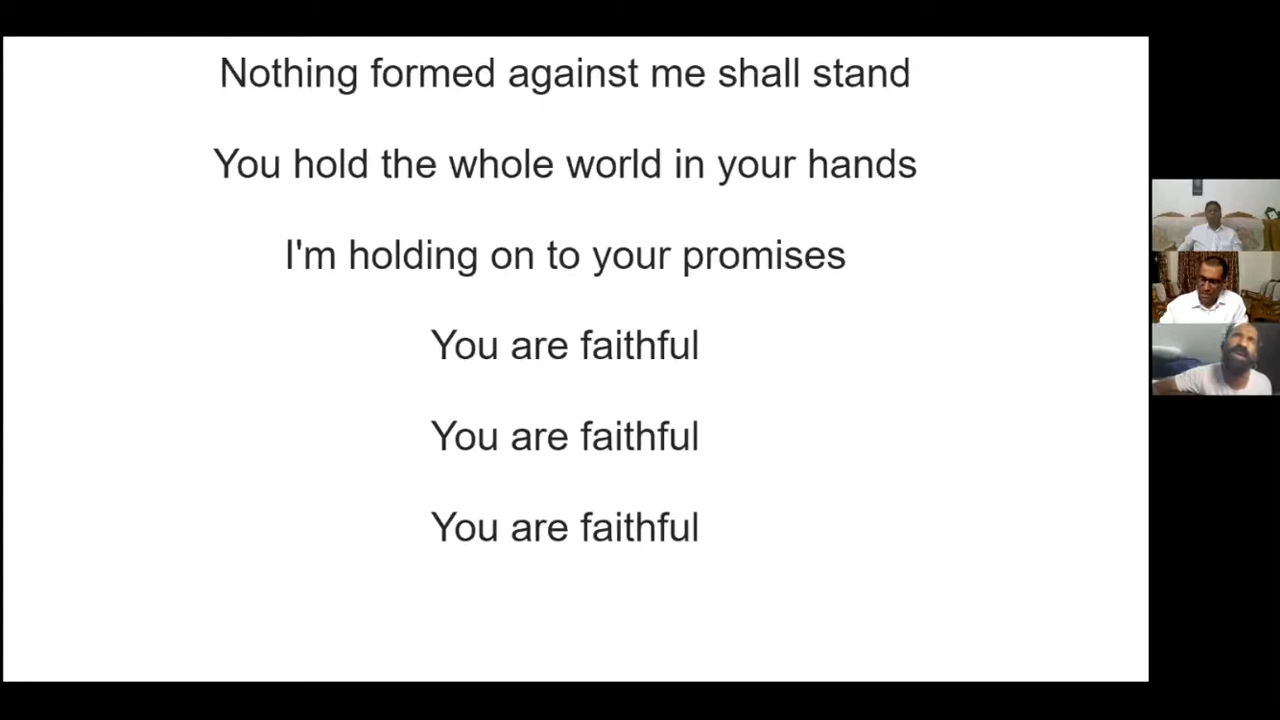 Nothing formed against me shall stand
You hold the whole world in your hands
I'm holding on to your promises
You are faithful
You are faithful
You are faithful